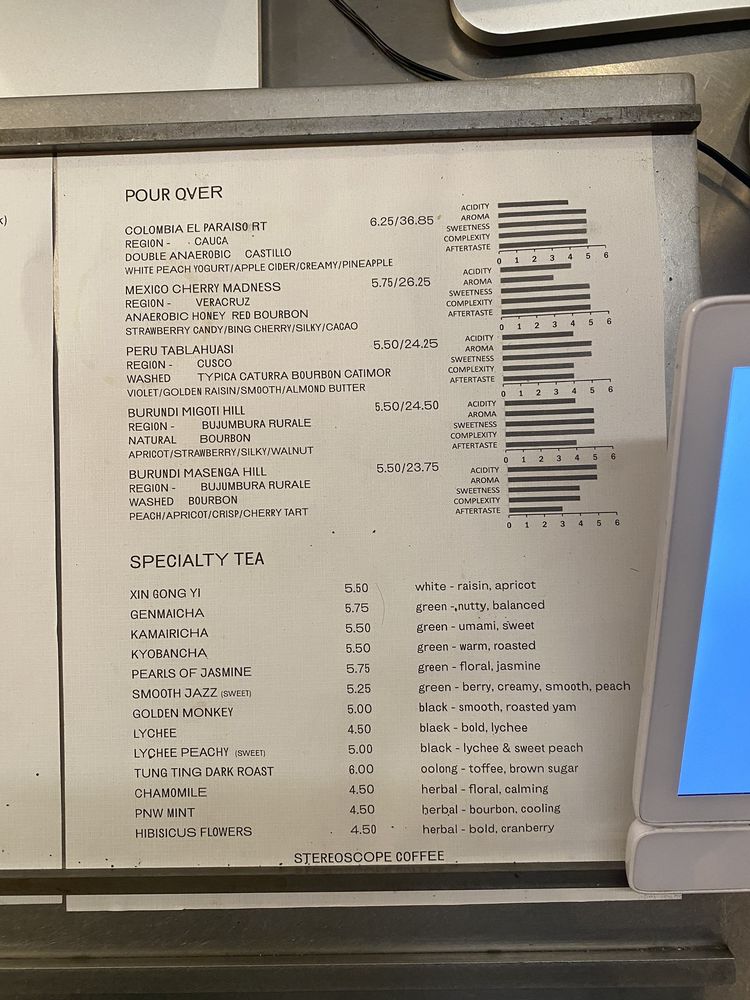 k)
POUR OVER
COLOMBIA EL PARAISO RT 6.25/36.85
REGION - CAUCA
DOUBLE ANAEROBIC CASTILLO
WHITE PEACH YOGURT/APPLE CIDER/CREAMY/PINEAPPLE
ACIDITY
AROMA
SWEETNESS
COMPLEXITY
AFTERTASTE
0 1 2 3 4 5 6
MEXICO CHERRY MADNESS 5.75/26.25
REGION - VERACRUZ
ANAEROBIC HONEY RED BOURBON
STRAWBERRY CANDY/BING CHERRY/SILKY/CACAO
ACIDITY
AROMA
SWEETNESS
COMPLEXITY
AFTERTASTE
0 1 2 3 4 5 6
PERU TABLAHUASI 5.50/24.25
REGION - CUSCO
WASHED TYPICA CATURRA BOURBON CATIMOR
VIOLET/GOLDEN RAISIN/SMOOTH/ALMOND BUTTER
ACIDITY
AROMA
SWEETNESS
COMPLEXITY
AFTERTASTE
0 1 2 3 4 5 6
BURUNDI MIGOTI HILL 5.50/24.50
REGION - BUJUMBURA RURALE
NATURAL BOURBON
APRICOT/STRAWBERRY/SILKY/WALNUT
ACIDITY
AROMA
SWEETNESS
COMPLEXITY
AFTERTASTE
0 1 2 3 4 5 6
BURUNDI MASENGA HILL 5.50/23.75
REGION - BUJUMBURA RURALE
WASHED BOURBON
PEACH/APRICOT/CRISP/CHERRY TART
ACIDITY
AROMA
SWEETNESS
COMPLEXITY
AFTERTASTE
0 1 2 3 4 5 6
SPECIALTY TEA
XIN GONG YI 5.50 white - raisin, apricot
GENMAICHA 5.75 green - nutty, balanced
KAMAIRICHA 5.50 green - umami, sweet
KYOBANCHA 5.50 green - warm, roasted
PEARLS OF JASMINE 5.75 green - floral, jasmine
SMOOTH JAZZ (SWEET) 5.25 green - berry, creamy, smooth, peach
GOLDEN MONKEY 5.00 black - smooth, roasted yam
LYCHEE 4.50 black - bold, lychee
LYCHEE PEACHY (SWEET) 5.00 black - lychee & sweet peach
TUNG TING DARK ROAST 6.00 oolong - toffee, brown sugar
CHAMOMILE 4.50 herbal - floral, calming
PNW MINT 4.50 herbal - bourbon, cooling
HIBISICUS FLOWERS 4.50 herbal - bold, cranberry
STEREOSCOPE COFFEE